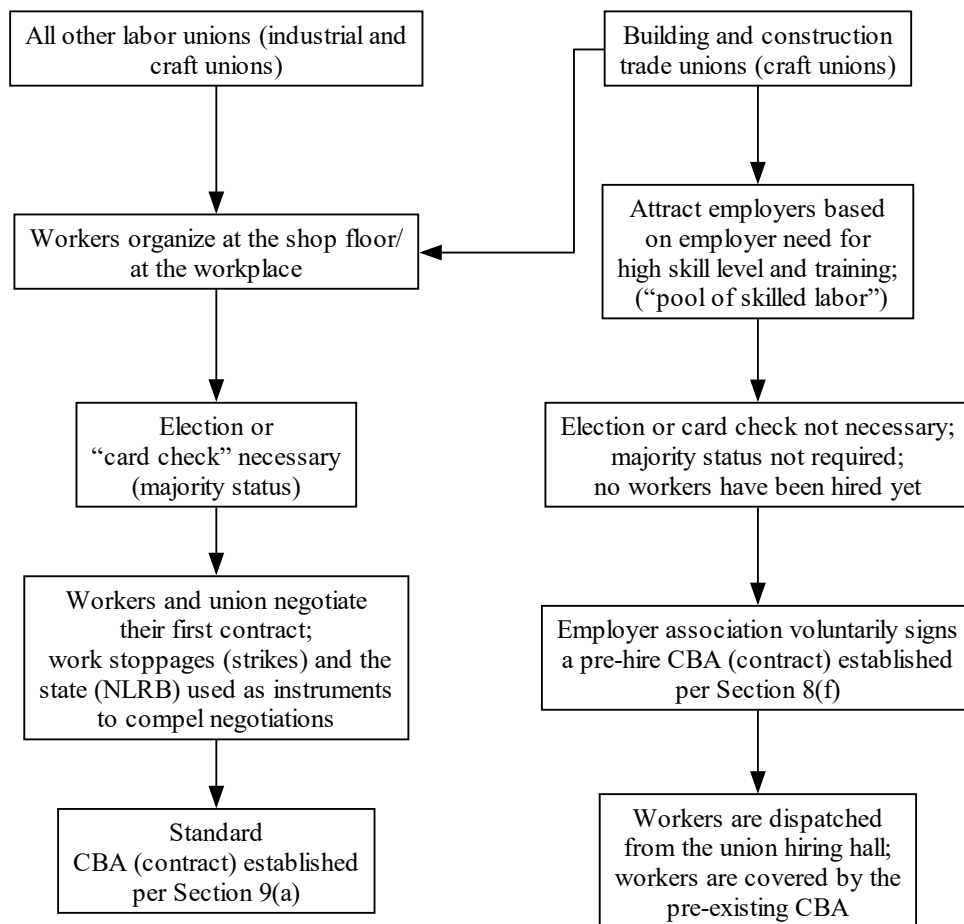 All other labor unions (industrial and
craft unions)
Building and construction
trade unions (craft unions)
Workers organize at the shop floor/
at the workplace
Attract employers based
on employer need for
high skill level and training;
(“pool of skilled labor”)
Election or
“card check” necessary
(majority status)
Election or card check not necessary;
majority status not required;
no workers have been hired yet
Workers and union negotiate
their first contract;
work stoppages (strikes) and the
state (NLRB) used as instruments
to compel negotiations
Employer association voluntarily signs
a pre-hire CBA (contract) established
per Section 8(f)
Standard
CBA (contract) established
per Section 9(a)
Workers are dispatched
from the union hiring hall;
workers are covered by the
pre-existing CBA